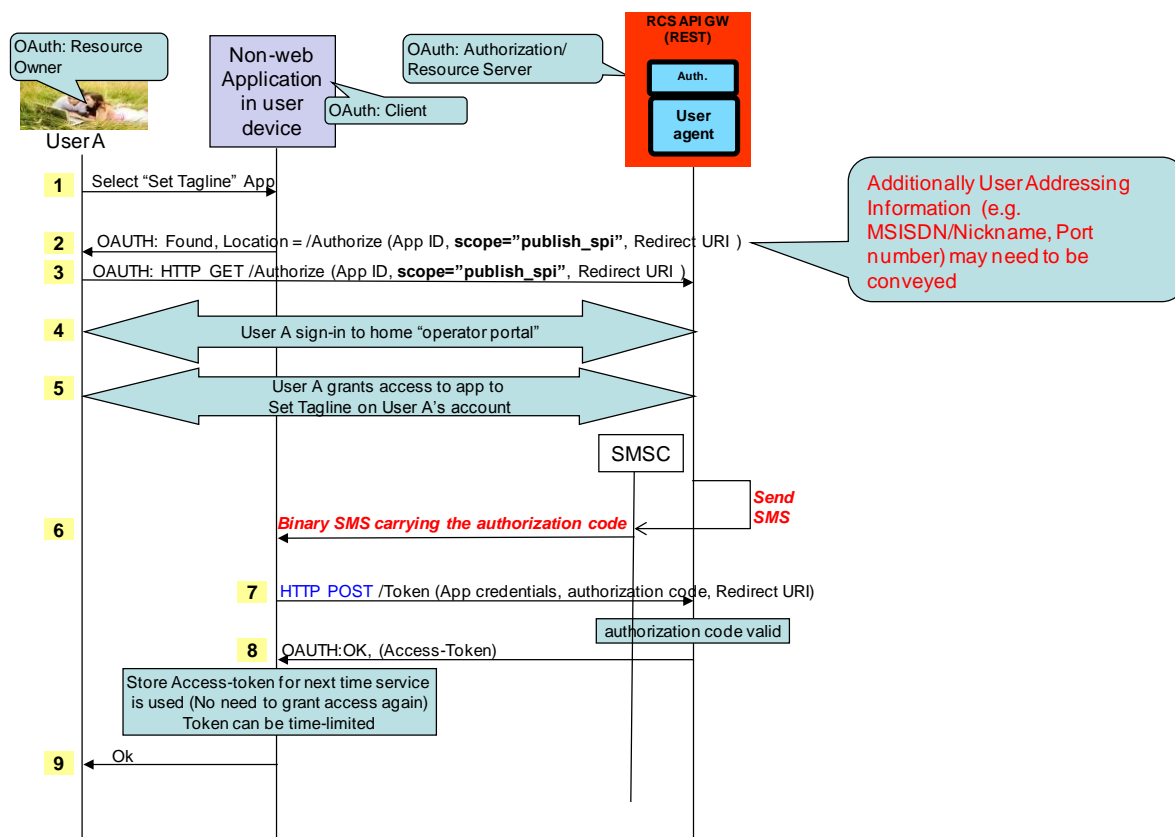 OAuth: Resource
Owner
User A
Non-web
Application
in user
device
OAuth: Client
OAuth: Authorization/
Resource Server
RCS API GW
(REST)
Auth.
User
agent
1
Select “Set Tagline” App
2
OAUTH: Found, Location = /Authorize (App ID, scope=”publish_spi”, Redirect URI )
3
OAUTH: HTTP GET /Authorize (App ID, scope=”publish_spi”, Redirect URI )
Additionally User Addressing
Information (e.g.
MSISDN/Nickname, Port
number) may need to be
conveyed
4
User A sign-in to home “operator portal”
5
User A grants access to app to
Set Tagline on User A’s account
SMSC
Send
SMS
6
Binary SMS carrying the authorization code
7
HTTP POST /Token (App credentials, authorization code, Redirect URI)
authorization code valid
8
OAUTH:OK, (Access-Token)
Store Access-token for next time service
is used (No need to grant access again)
Token can be time-limited
9
Ok